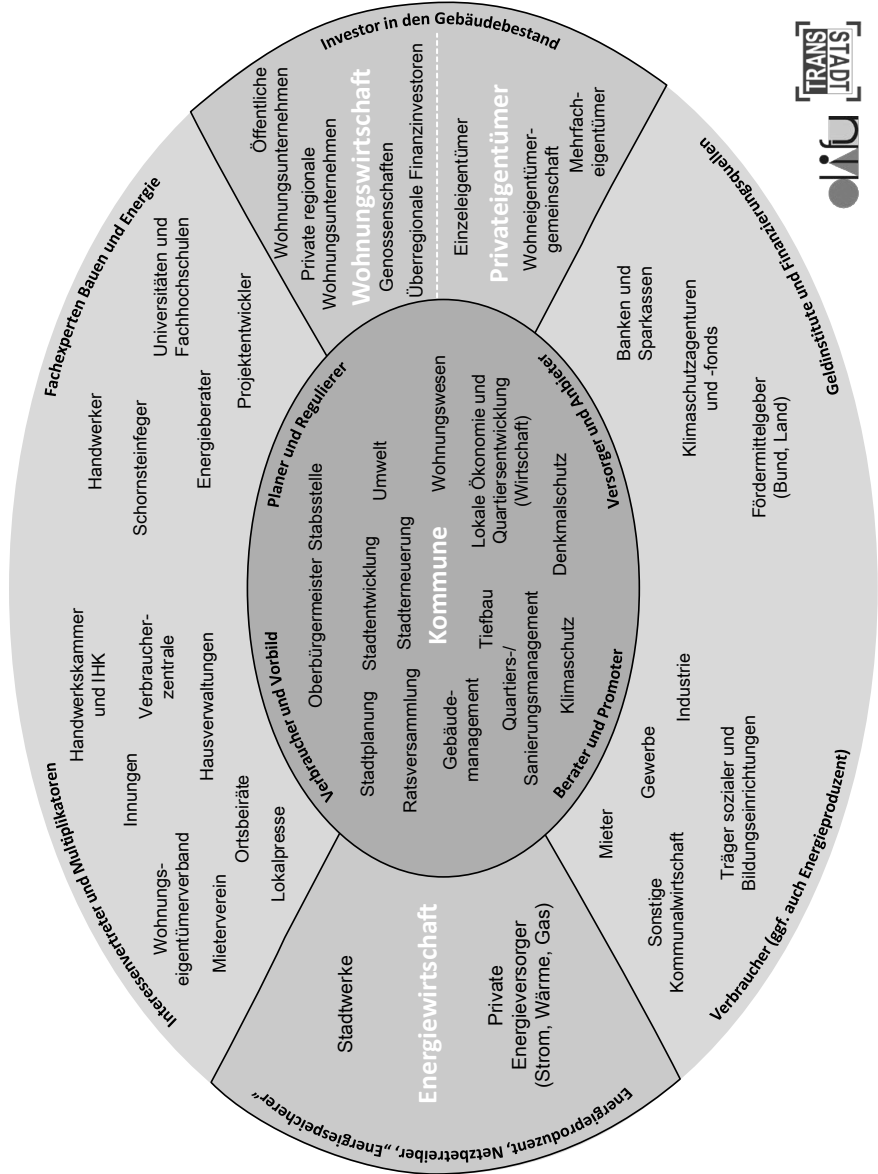 Interessenvertreter und Multiplikatoren
Fachexperten Bauen und Energie
Handwerkskammer
und IHK
Innungen
Verbraucher-
zentrale
Wohnungs-
eigentümerverband
Hausverwaltungen
Mieterverein
Ortsbeiräte
Lokalpresse
Handwerker
Schornsteinfeger
Universitäten und
Fachhochschulen
Energieberater
Projektentwickler
Energieproduzent, Netzbetreiber, „Energiespeicherer“
Stadtwerke
Energiewirtschaft
Private
Energieversorger
(Strom, Wärme, Gas)
Verbraucher und Vorbild
Planer und Regulierer
Oberbürgermeister Stabsstelle
Stadtplanung
Stadtentwicklung
Umwelt
Ratsversammlung
Stadterneuerung
Kommune
Wohnungswesen
Gebäude-
management
Tiefbau
Lokale Ökonomie und
Quartiersentwicklung
(Wirtschaft)
Quartiers-/
Sanierungsmanagement
Klimaschutz
Denkmalschutz
Berater und Promoter
Versorger und Anbieter
Investor in den Gebäudebestand
Öffentliche
Wohnungsunternehmen
Private regionale
Wohnungsunternehmen
Wohnungswirtschaft
Genossenschaften
Überregionale Finanzinvestoren
Einzeleigentümer
Privateigentümer
Wohneigentümer-
gemeinschaft
Mehrfach-
eigentümer
Mieter
Gewerbe
Industrie
Sonstige
Kommunalwirtschaft
Träger sozialer und
Bildungseinrichtungen
Verbraucher (ggf. auch Energieproduzent)
Banken und
Sparkassen
Klimaschutzagenturen
und -fonds
Fördermittelgeber
(Bund, Land)
Geldinstitute und Finanzierungsquellen
TRANS
STADT